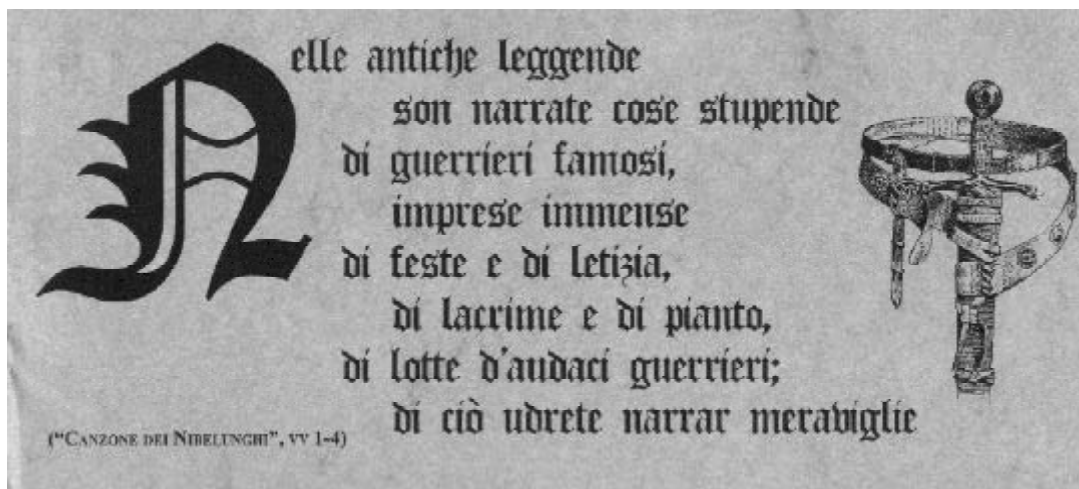 Nelle antiche leggende
son narrate cose stupende
di guerrieri famosi,
imprese immense
di feste e di letizia,
di lacrime e di pianto,
di lotte d'audaci guerrieri;
di ciò udrete narrar meraviglie
("CANZONE DEI NIBELUNGHI", VV 1-4)